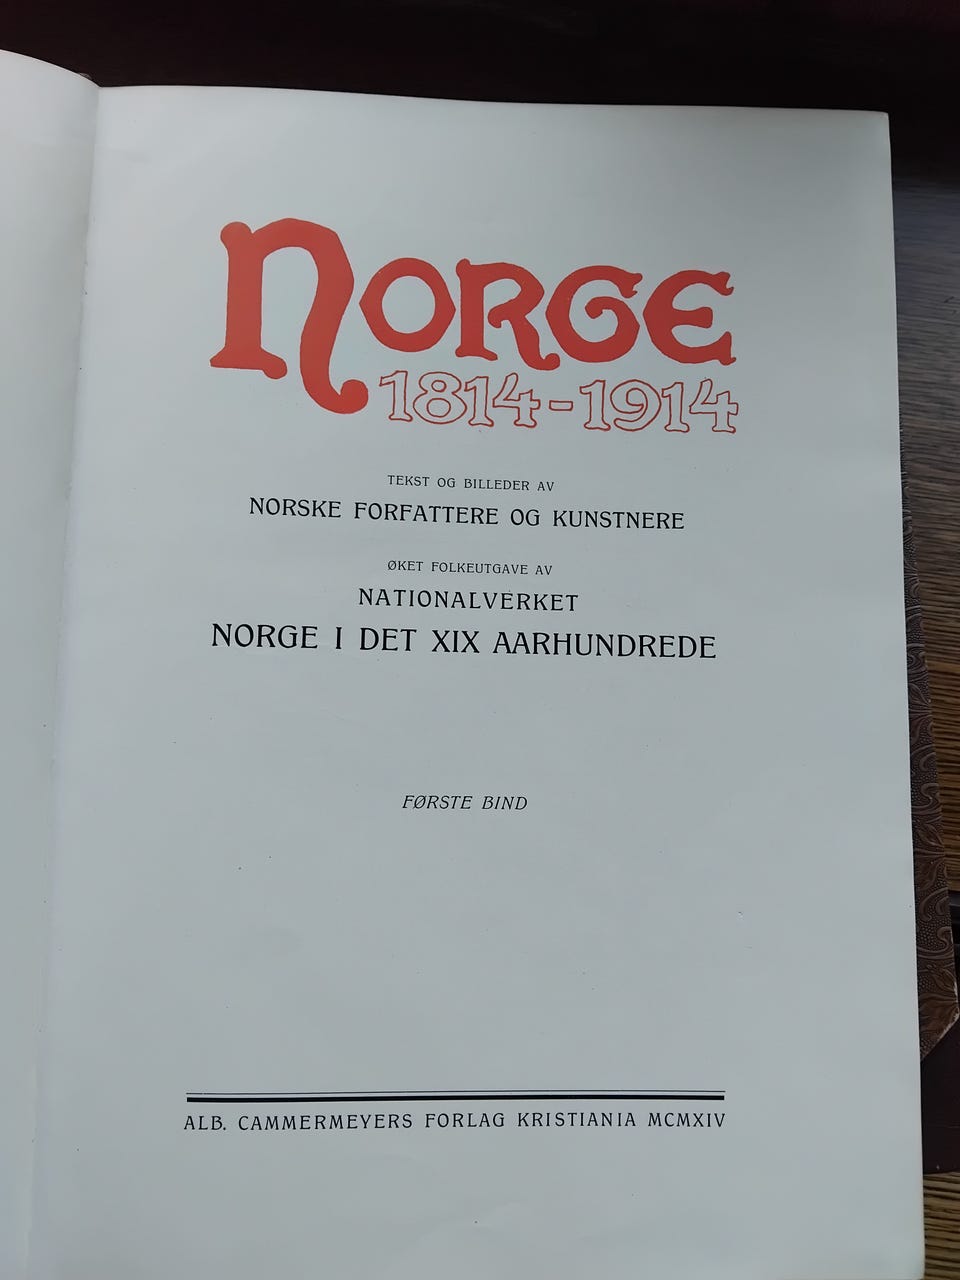 NORGE
1814-1914
TEKST OG BILLEDER AV
NORSKE FORFATTERE OG KUNSTNERE
ØKET FOLKEUTGAVE AV
NATIONALVERKET
NORGE I DET XIX AARHUNDREDE
FØRSTE BIND
ALB. CAMMERMEYERS FORLAG KRISTIANIA MCMXIV